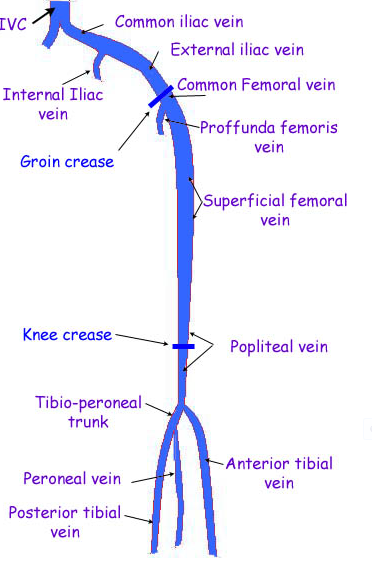 IVC
Common iliac vein
External iliac vein
Common Femoral vein
Internal Iliac
vein
Proffunda femoris
vein
Groin crease
Superficial femoral
vein
Knee crease
Popliteal vein
Tibio-peroneal
trunk
Anterior tibial
vein
Peroneal vein
Posterior tibial
vein